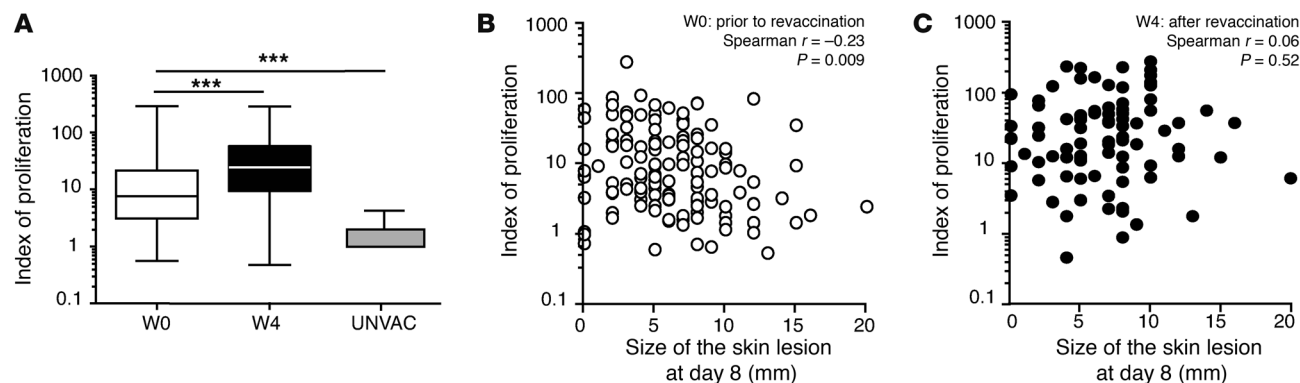 A
***
***
1000
100
10
1
0.1
Index of proliferation
W0
W4
UNVAC
B
W0: prior to revaccination
Spearman r = –0.23
P = 0.009
1000
100
10
1
0.1
Index of proliferation
0
5
10
15
20
Size of the skin lesion
at day 8 (mm)
C
W4: after revaccination
Spearman r = 0.06
P = 0.52
1000
100
10
1
0.1
Index of proliferation
0
5
10
15
20
Size of the skin lesion
at day 8 (mm)